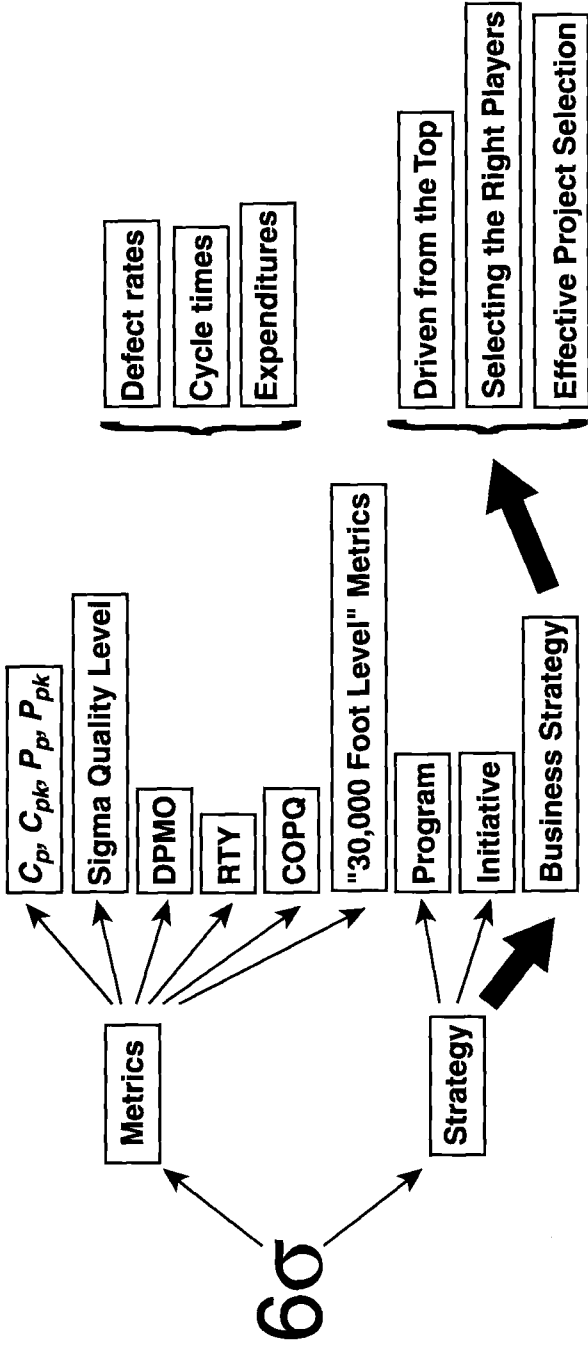 6σ
Metrics
Strategy
Cp, Cpk, Pp, Ppk
Sigma Quality Level
DPMO
RTY
COPQ
"30,000 Foot Level" Metrics
Program
Initiative
Business Strategy
Defect rates
Cycle times
Expenditures
Driven from the Top
Selecting the Right Players
Effective Project Selection